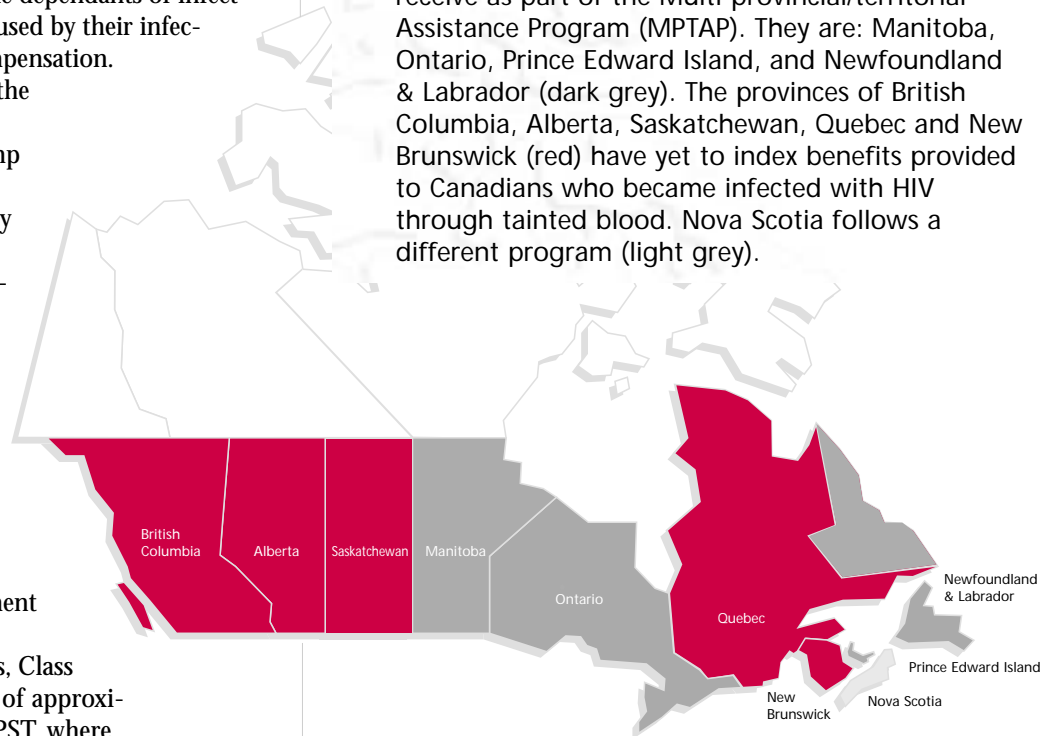 e dependants of infect
used by their infec-
pensation.
the
mp
y
–
ment
s, Class
of approxi-
PST, where
receive as part of the Multi-provincial/territorial
Assistance Program (MPTAP). They are: Manitoba,
Ontario, Prince Edward Island, and Newfoundland
& Labrador (dark grey). The provinces of British
Columbia, Alberta, Saskatchewan, Quebec and New
Brunswick (red) have yet to index benefits provided
to Canadians who became infected with HIV
through tainted blood. Nova Scotia follows a
different program (light grey).
British
Columbia
Alberta
Saskatchewan
Manitoba
Ontario
Quebec
Newfoundland
& Labrador
Prince Edward Island
New
Brunswick
Nova Scotia